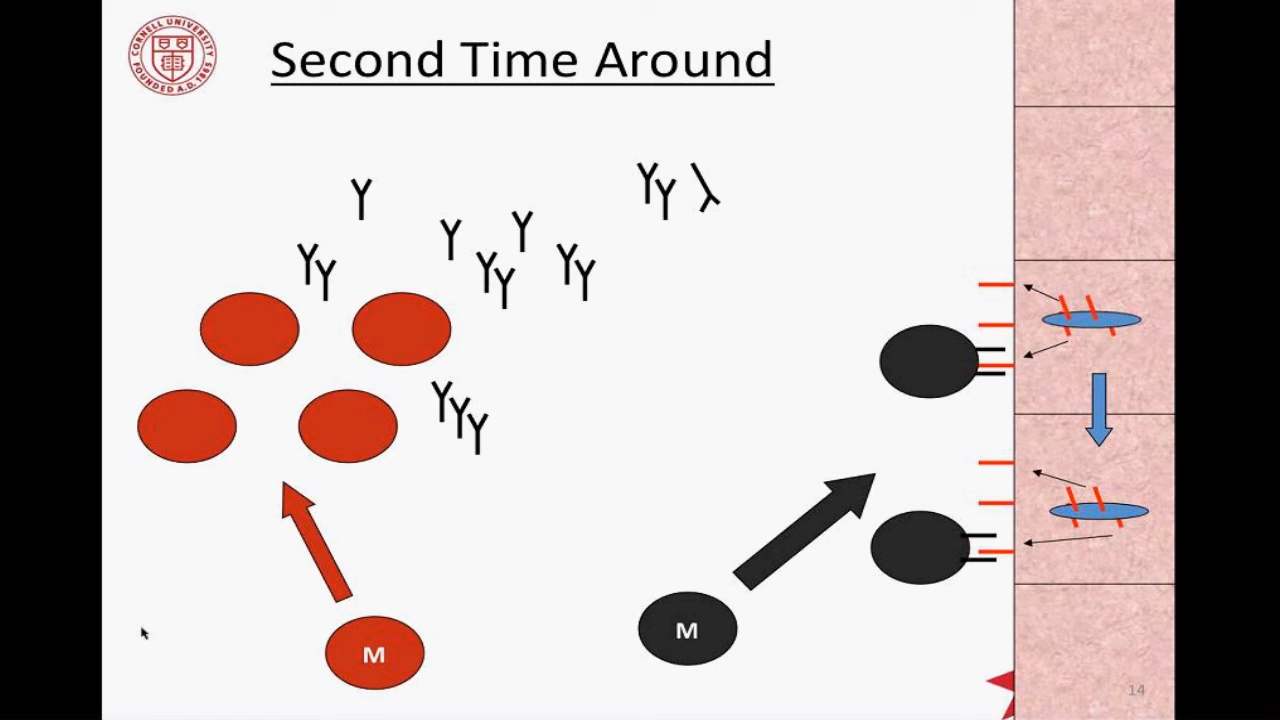 CORNELL UNIVERSITY
FOUNDED A.D. 1865
Second Time Around
M
M
14